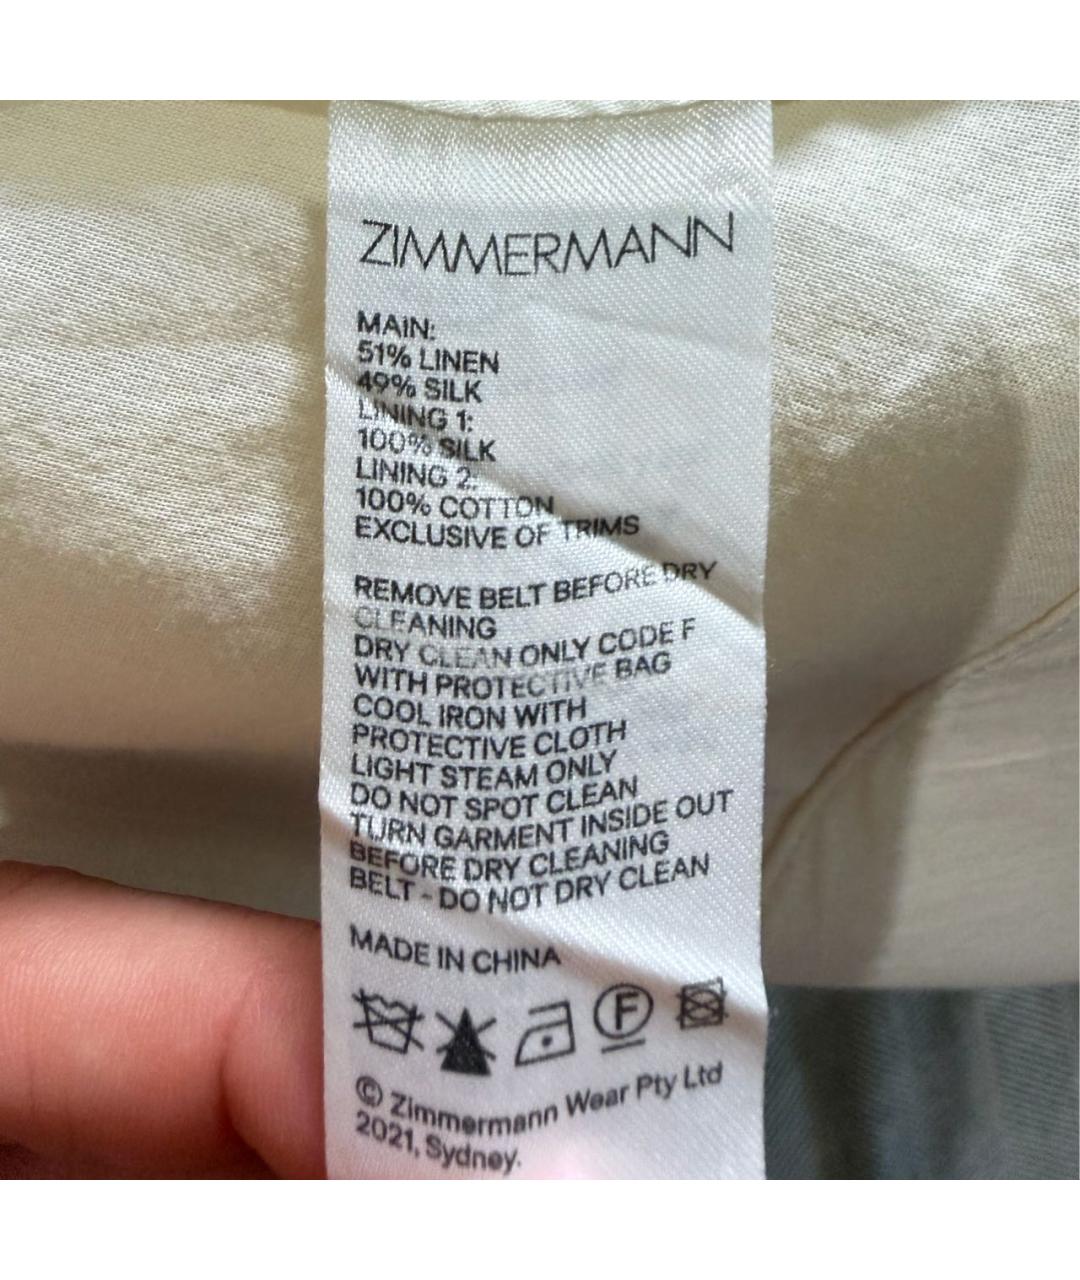 ZIMMERMANN
MAIN:
51% LINEN
49% SILK
LINING 1:
100% SILK
LINING 2:
100% COTTON
EXCLUSIVE OF TRIMS
REMOVE BELT BEFORE DRY
CLEANING
DRY CLEAN ONLY CODE F
WITH PROTECTIVE BAG
COOL IRON WITH
PROTECTIVE CLOTH
LIGHT STEAM ONLY
DO NOT SPOT CLEAN
TURN GARMENT INSIDE OUT
BEFORE DRY CLEANING
BELT - DO NOT DRY CLEAN
MADE IN CHINA
F
© Zimmermann Wear Pty Ltd
2021, Sydney.